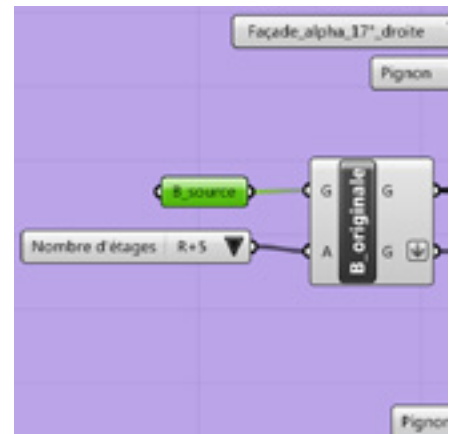 Façade_alpha_17°_droite
Pignon
B_source
G
B_originale
G
Nombre d'étages
R+5
A
G
Pignon